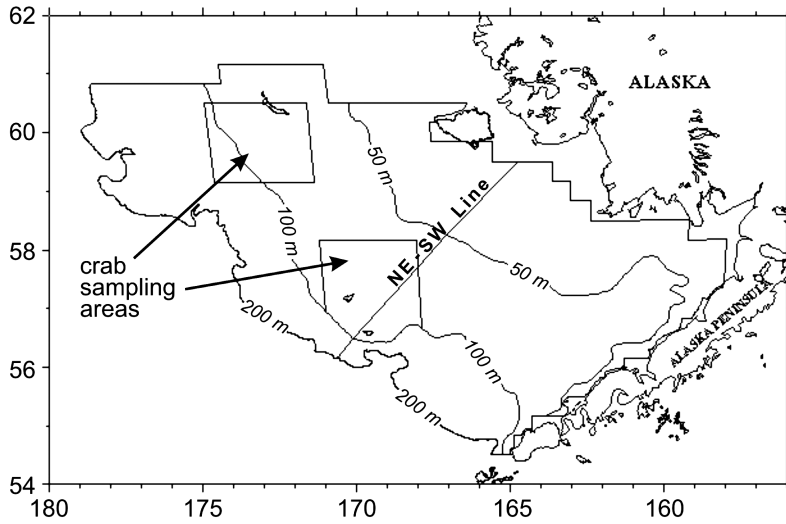 62
60
58
56
54
180
175
170
165
160
ALASKA
50 m
100 m
NE-SW Line
50 m
crab
sampling
areas
200 m
100 m
200 m
ALASKA PENINSULA